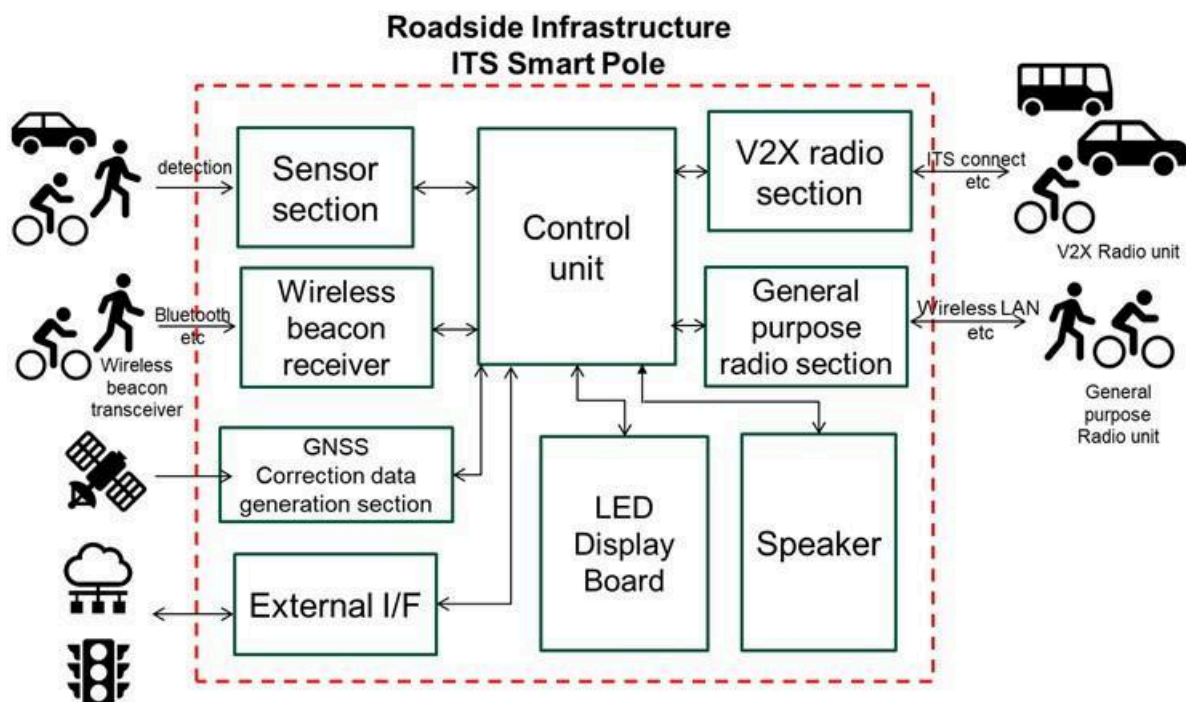 Roadside Infrastructure
ITS Smart Pole
detection
Sensor
section
Control
unit
V2X radio
section
ITS connect
etc
V2X Radio unit
Bluetooth
etc
Wireless
beacon
transceiver
Wireless
beacon
receiver
General
purpose
radio section
Wireless LAN
etc
General
purpose
Radio unit
GNSS
Correction data
generation section
LED
Display
Board
Speaker
External I/F